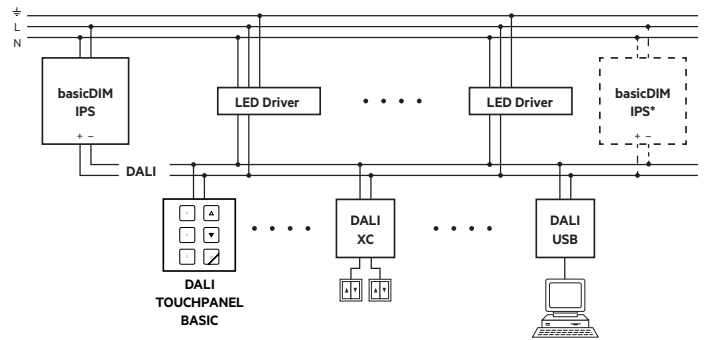 L
N
basicDIM
IPS
+ −
LED Driver
LED Driver
basicDIM
IPS*
+ −
DALI
DALI
XC
DALI
USB
DALI
TOUCHPANEL
BASIC